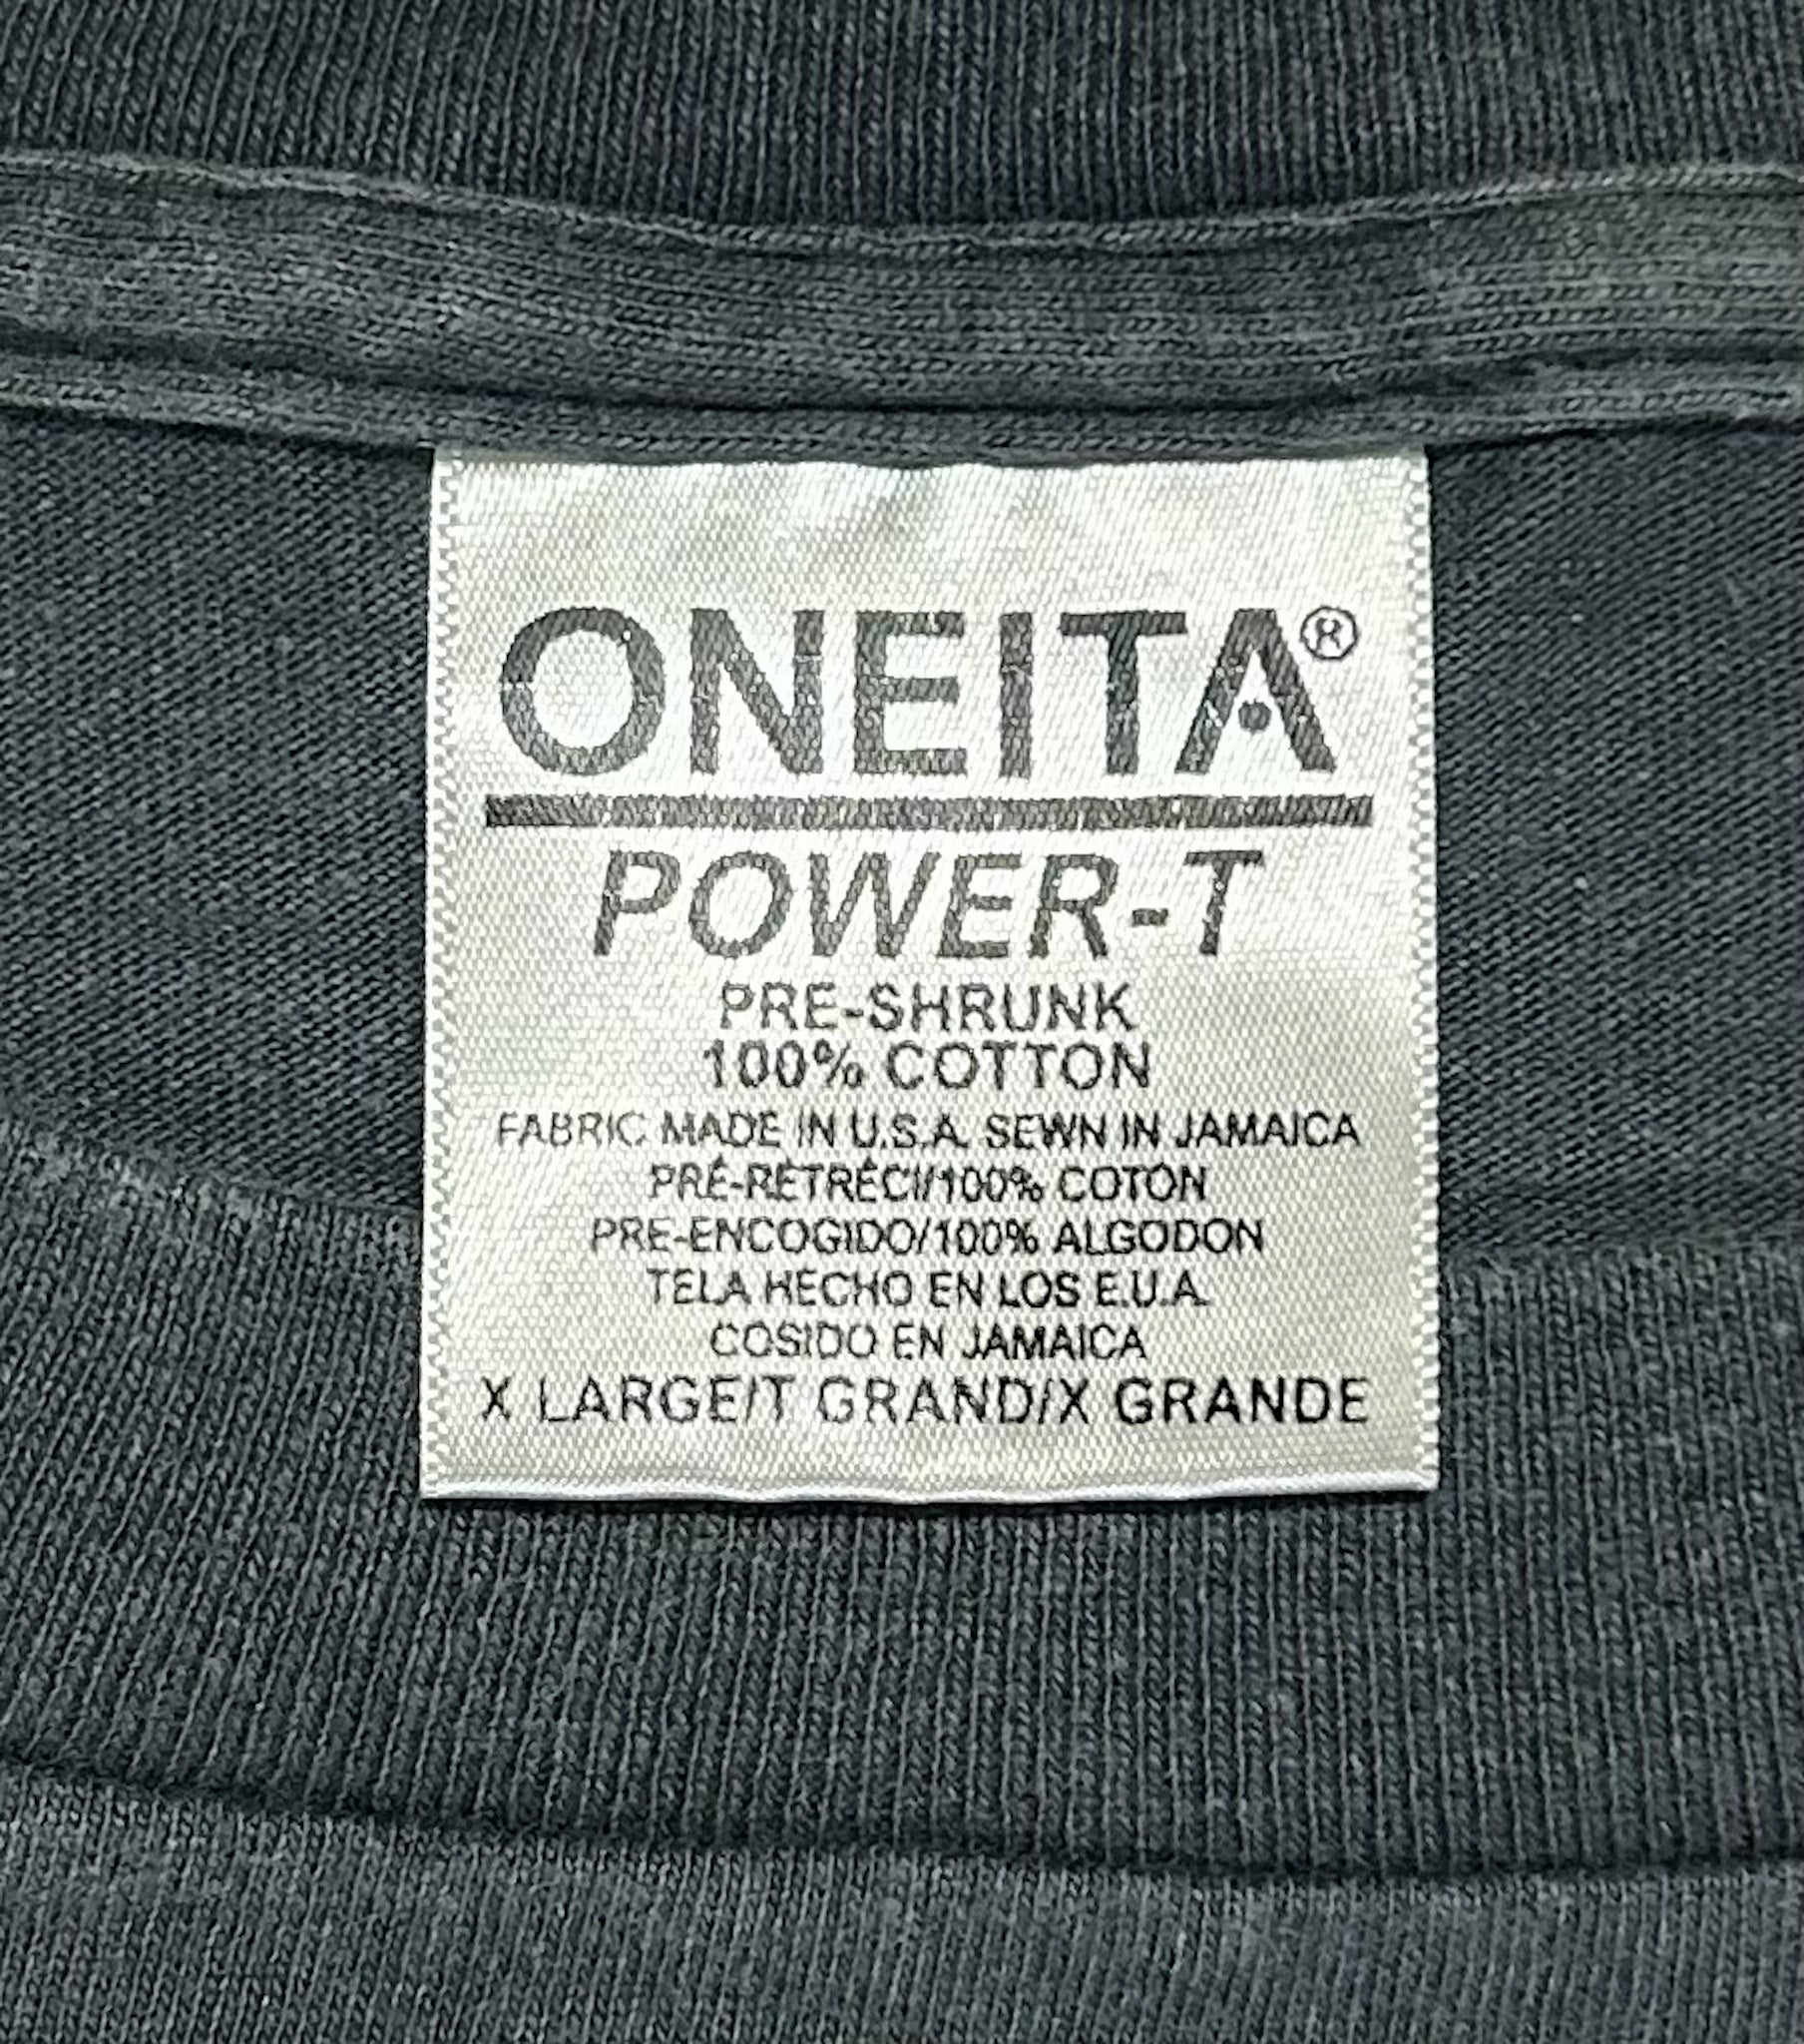 ONEITA®
POWER-T
PRE-SHRUNK
100% COTTON
FABRIC MADE IN U.S.A. SEWN IN JAMAICA
PRÉ-RÉTRÉCI/100% COTON
PRE-ENCOGIDO/100% ALGODON
TELA HECHO EN LOS E.U.A.
COSIDO EN JAMAICA
X LARGE/T GRAND/X GRANDE